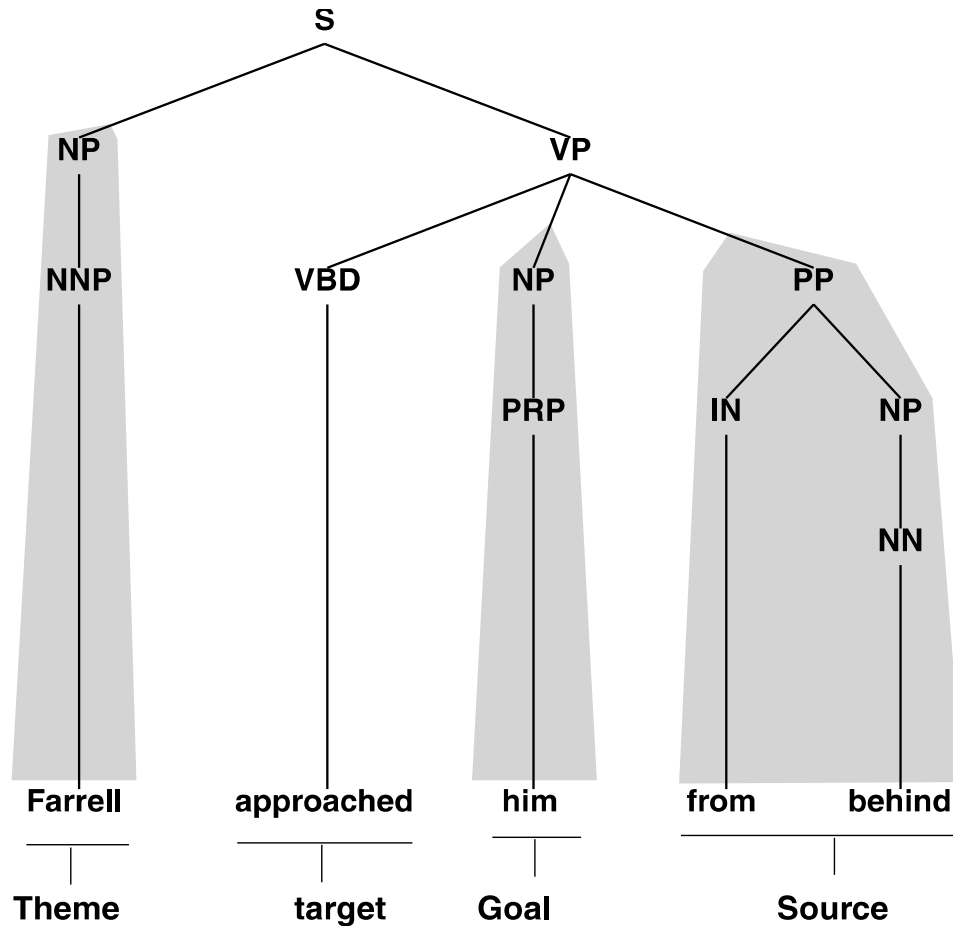 S
NP VP
NNP VBD NP PP
PRP IN NP
NN
Farrell approached him from behind
Theme target Goal Source